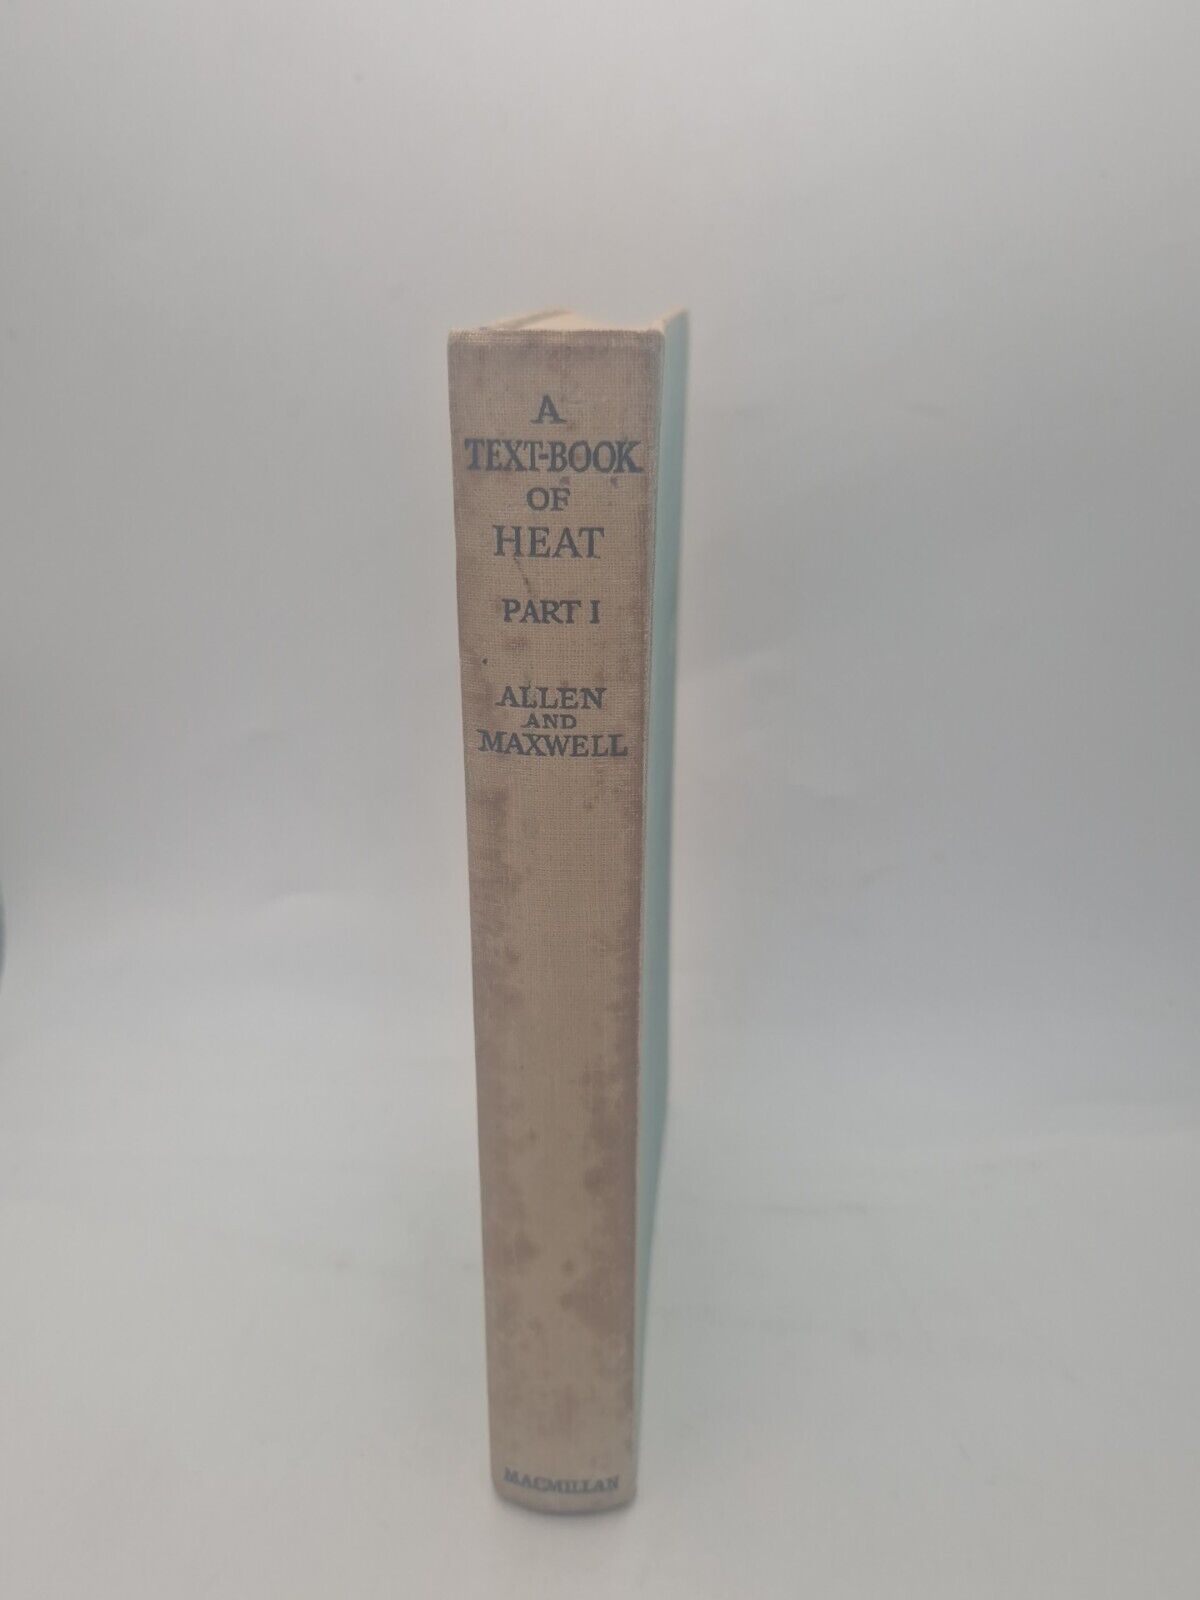 A
TEXT-BOOK
OF
HEAT
PART I
ALLEN
AND
MAXWELL
MACMILLAN